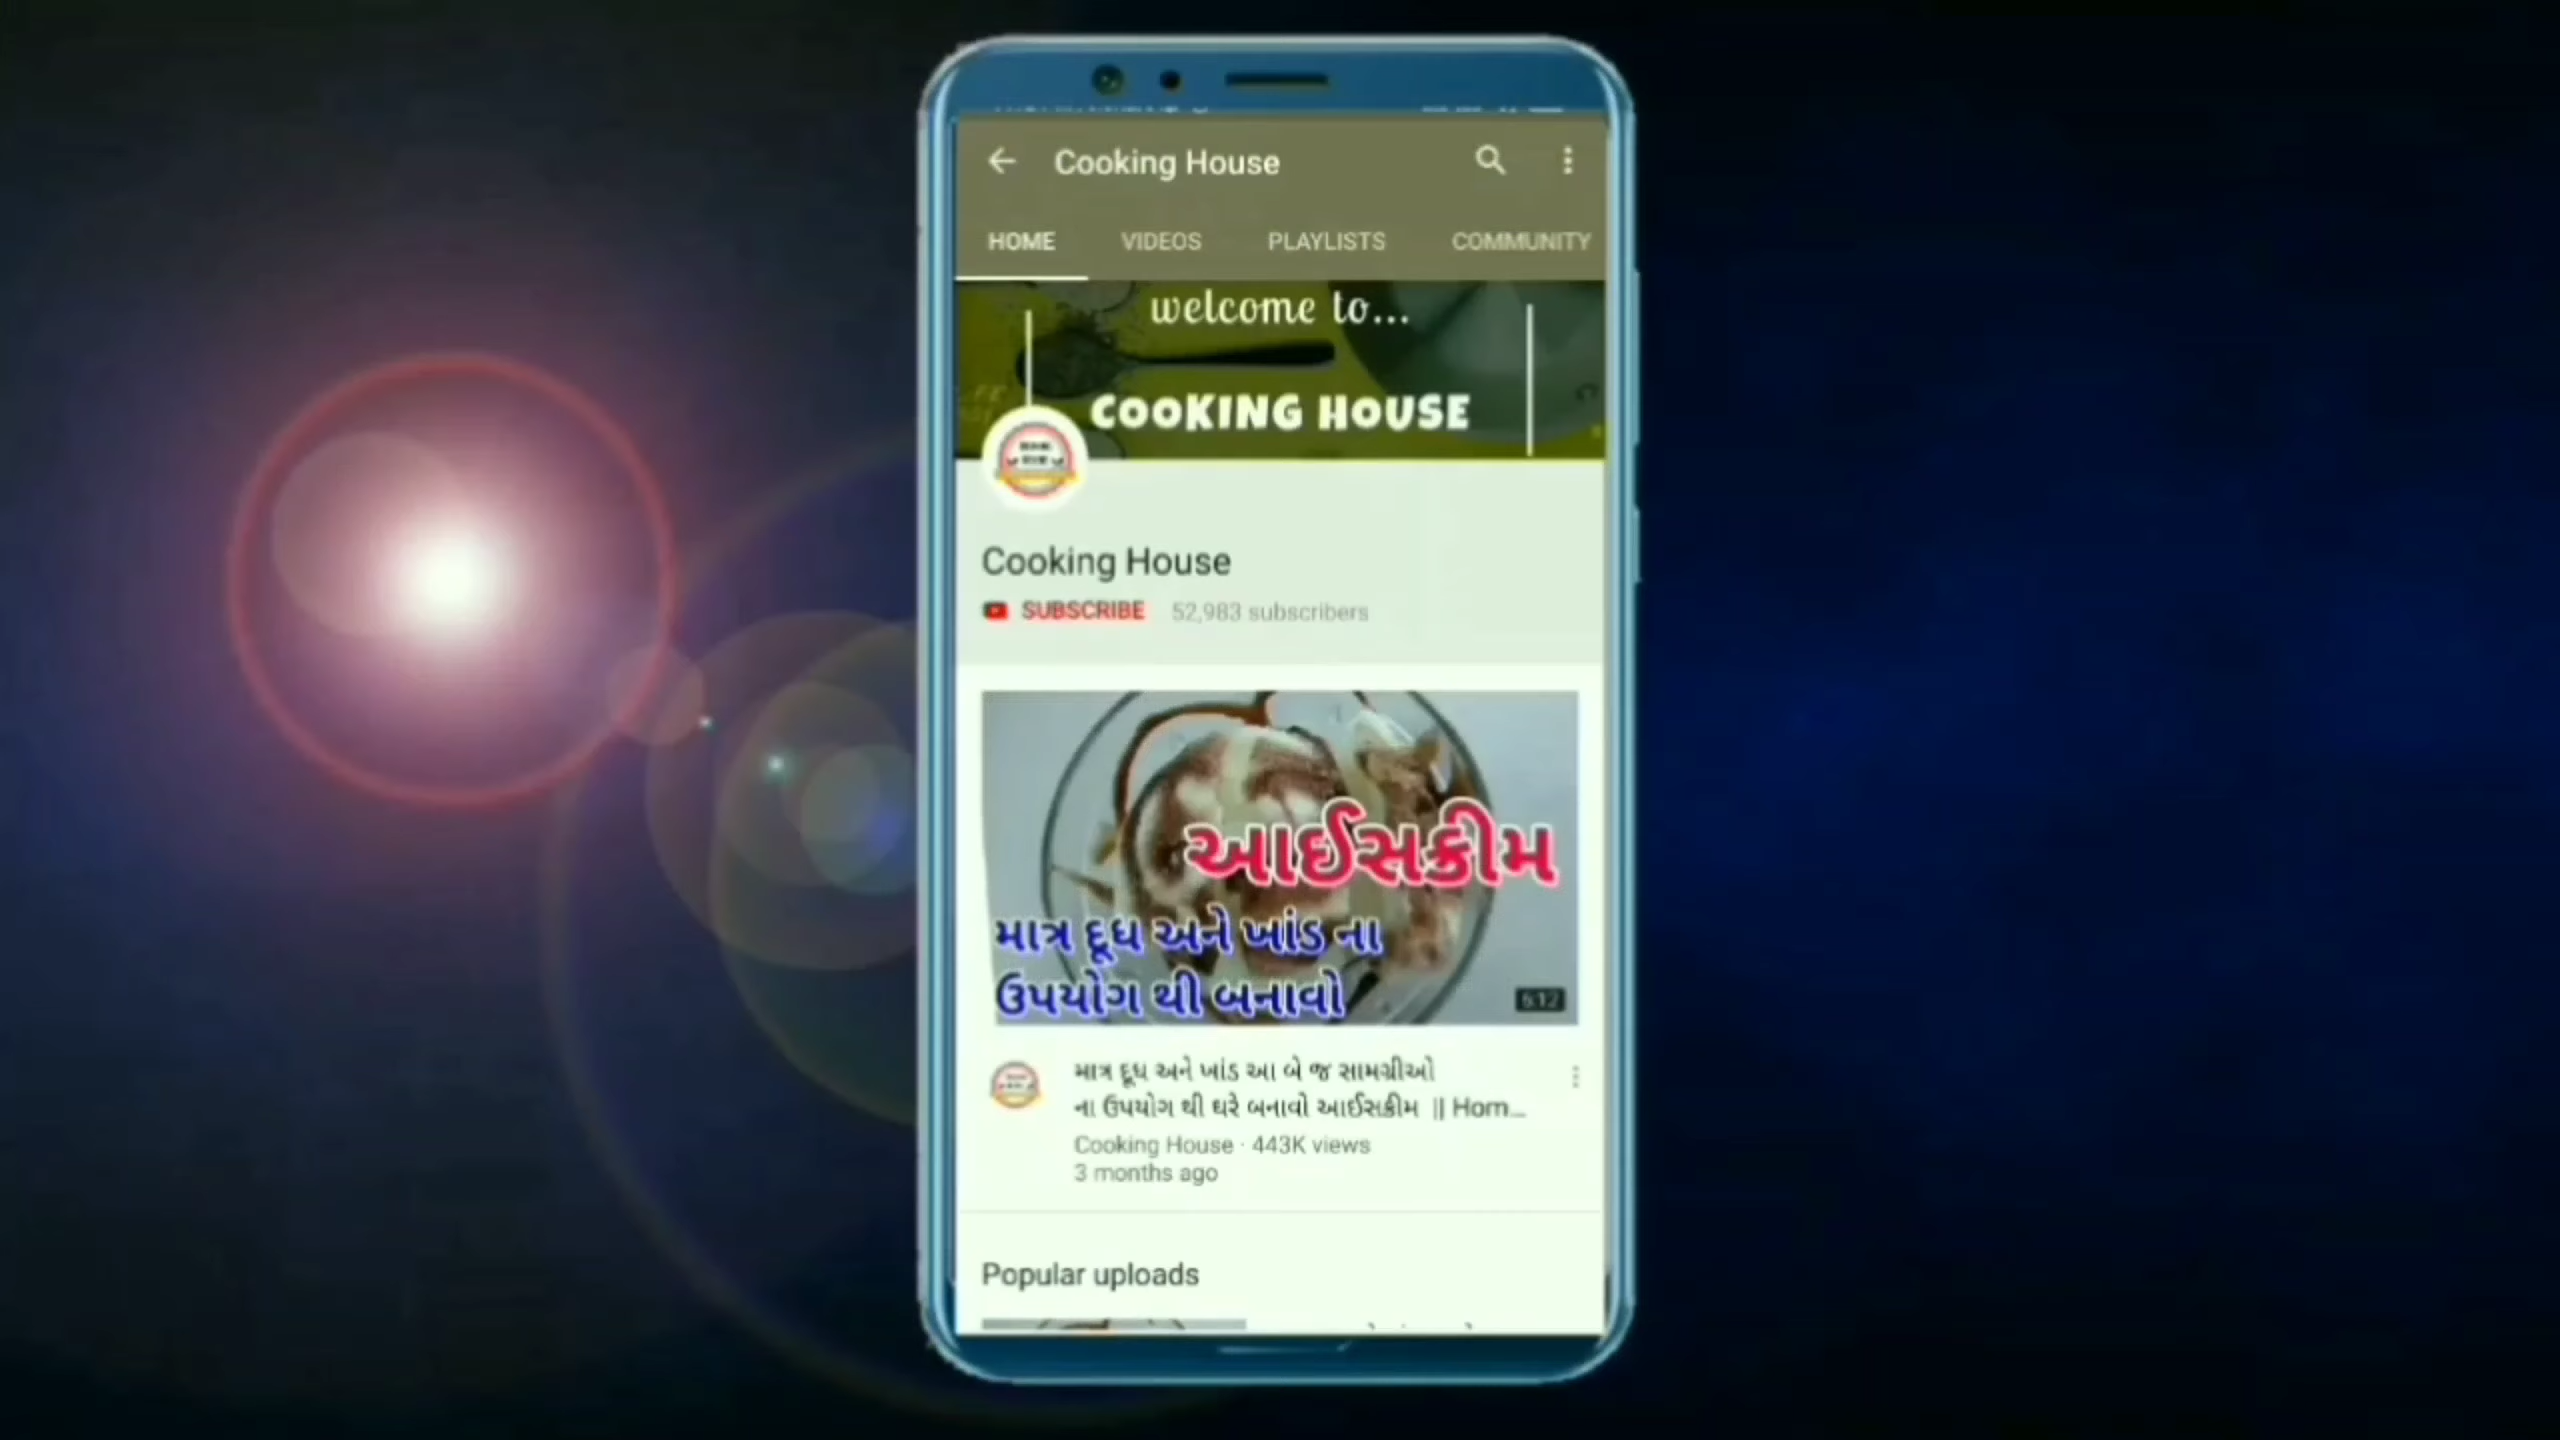 Cooking House
HOME VIDEOS PLAYLISTS COMMUNITY
welcome to...
COOKING HOUSE
Cooking House
SUBSCRIBE 52,983 subscribers
આઈસક્રીમ
માત્ર દૂધ અને ખાંડ ના
ઉપયોગ થી બનાવો
6:12
માત્ર દૂધ અને ખાંડ આ બે જ સામગ્રીઓ
ના ઉપયોગ થી ઘરે બનાવો આઈસક્રીમ || Hom...
Cooking House · 443K views
3 months ago
Popular uploads